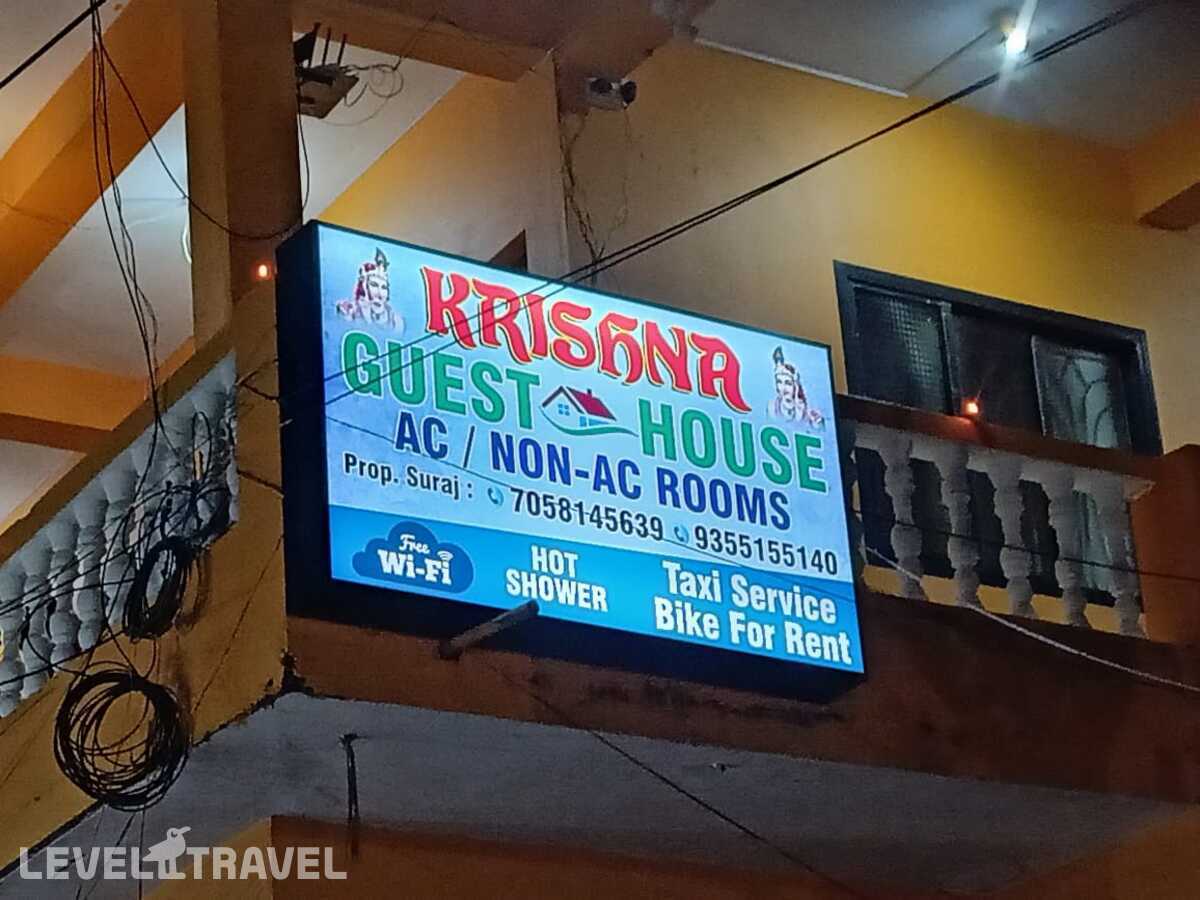 KRISHNA
GUEST HOUSE
AC / NON-AC ROOMS
Prop. Suraj : 7058145639 9355155140
Free Wi-Fi
HOT SHOWER
Taxi Service
Bike For Rent
LEVEL TRAVEL